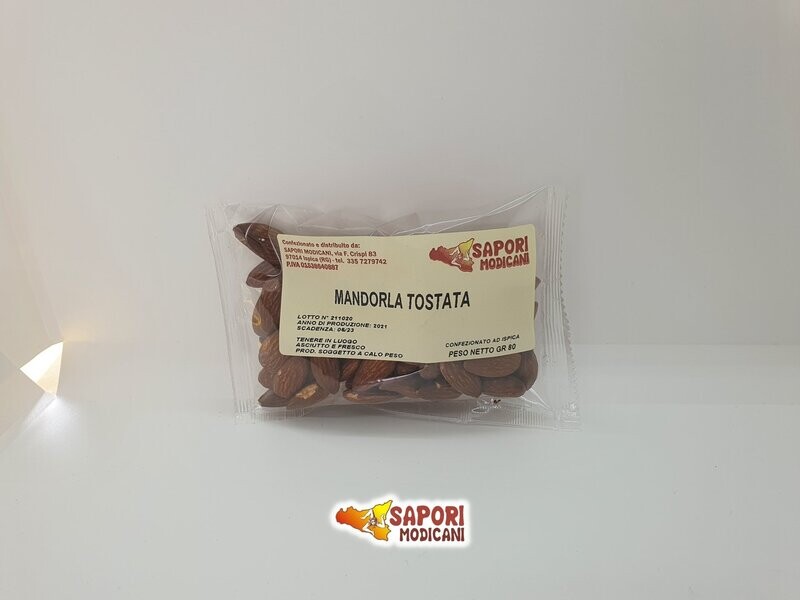 Confezionato e distribuito da:
SAPORI MODICANI, via F. Crispi 83
97014 Ispica (RG) - tel. 335 7279742
P.IVA 01538640887
SAPORI
MODICANI
MANDORLA TOSTATA
LOTTO N° 211020
ANNO DI PRODUZIONE: 2021
SCADENZA: 06/23
TENERE IN LUOGO
ASCIUTTO E FRESCO
PROD. SOGGETTO A CALO PESO
CONFEZIONATO AD ISPICA
PESO NETTO GR 80
SAPORI
MODICANI